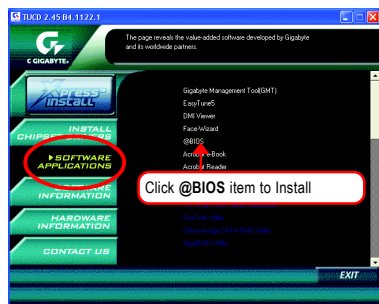 TUCD 2.45 B4.1122.1
The page reveals the value-added software developed by Gigabyte
and its worldwide partners.
GIGABYTE
Xpress
Install
Gigabyte Management Tool(GMT)
EasyTune5
DMI Viewer
Face-Wizard
@BIOS
Acrobat e-Book
Acrobat Reader
INSTALL
CHIPSET DRIVERS
SOFTWARE
APPLICATIONS
Click @BIOS item to Install
SOFTWARE
INFORMATION
HARDWARE
INFORMATION
CONTACT US
EXIT